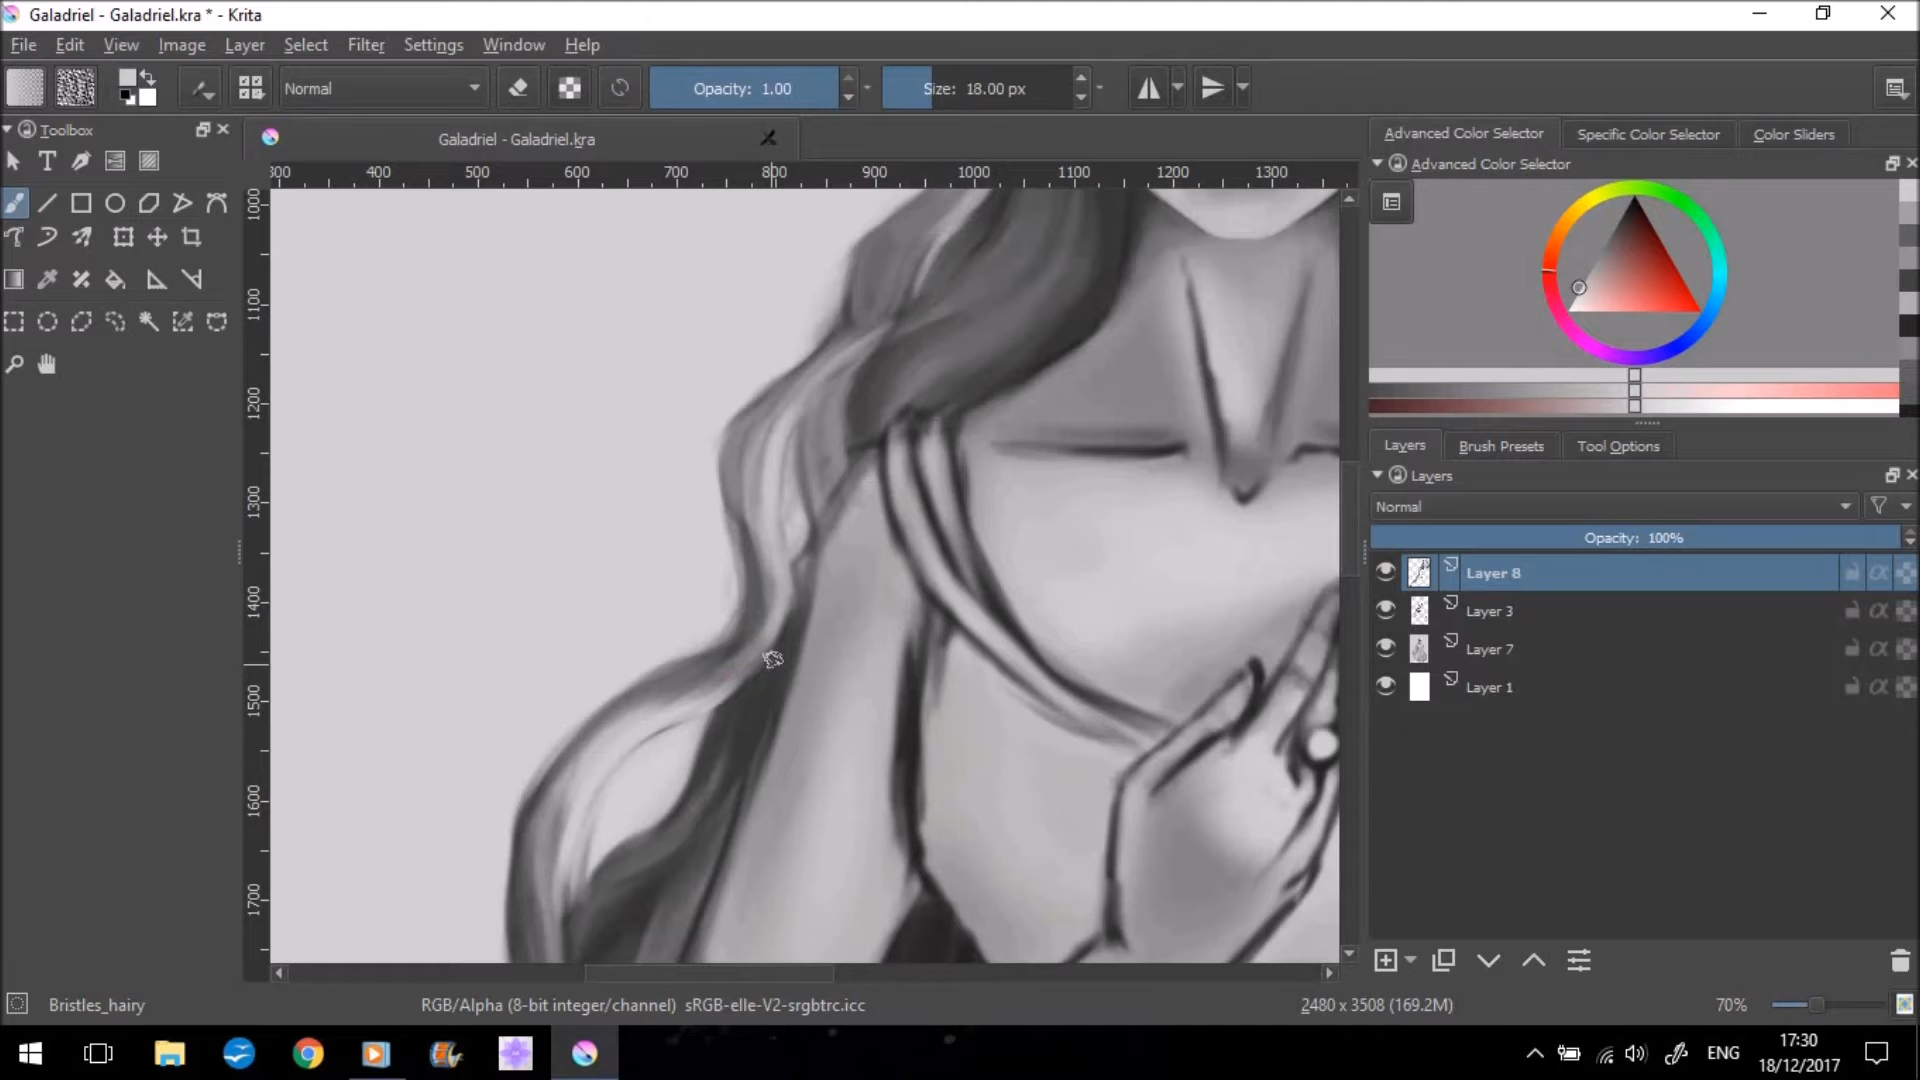 Galadriel - Galadriel.kra * - Krita
File Edit View Image Layer Select Filter Settings Window Help
Normal Opacity: 1.00 Size: 18.00 px
Toolbox
Galadriel - Galadriel.kra
Advanced Color Selector Specific Color Selector Color Sliders
Advanced Color Selector
300 400 500 600 700 800 900 1000 1100 1200 1300
1000
1100
1200
1300
1400
1500
1600
1700
Layers Brush Presets Tool Options
Layers
Normal
Opacity: 100%
Layer 8
Layer 3
Layer 7
Layer 1
Bristles_hairy RGB/Alpha (8-bit integer/channel) sRGB-elle-V2-srgbtrc.icc 2480 x 3508 (169.2M) 70%
ENG
17:30
18/12/2017